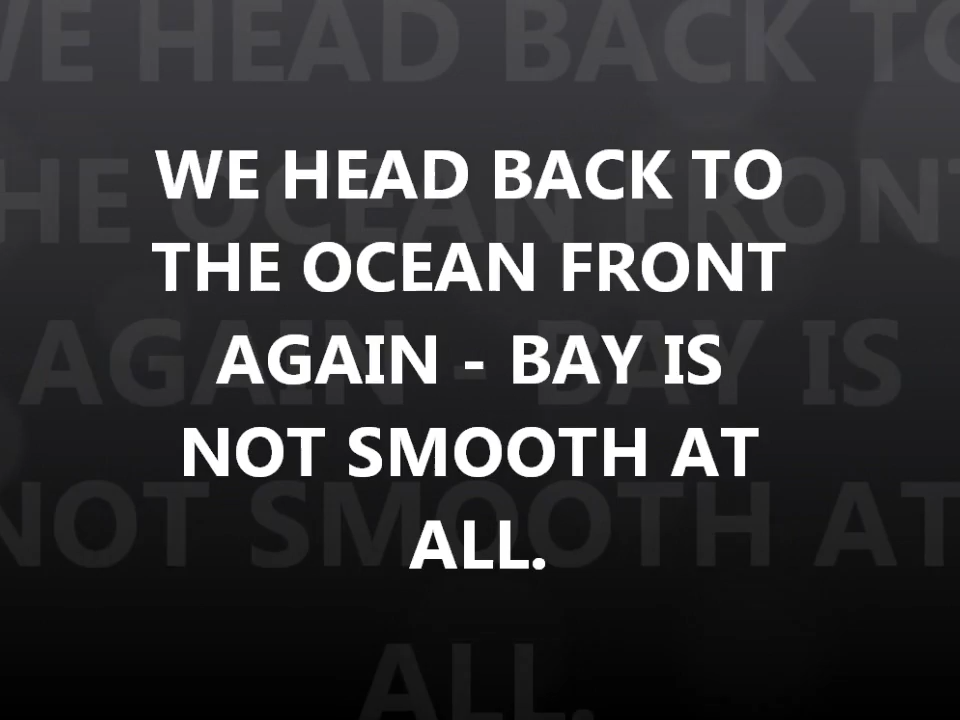 WE HEAD BACK TO
THE OCEAN FRONT
AGAIN - BAY IS
NOT SMOOTH AT
ALL.